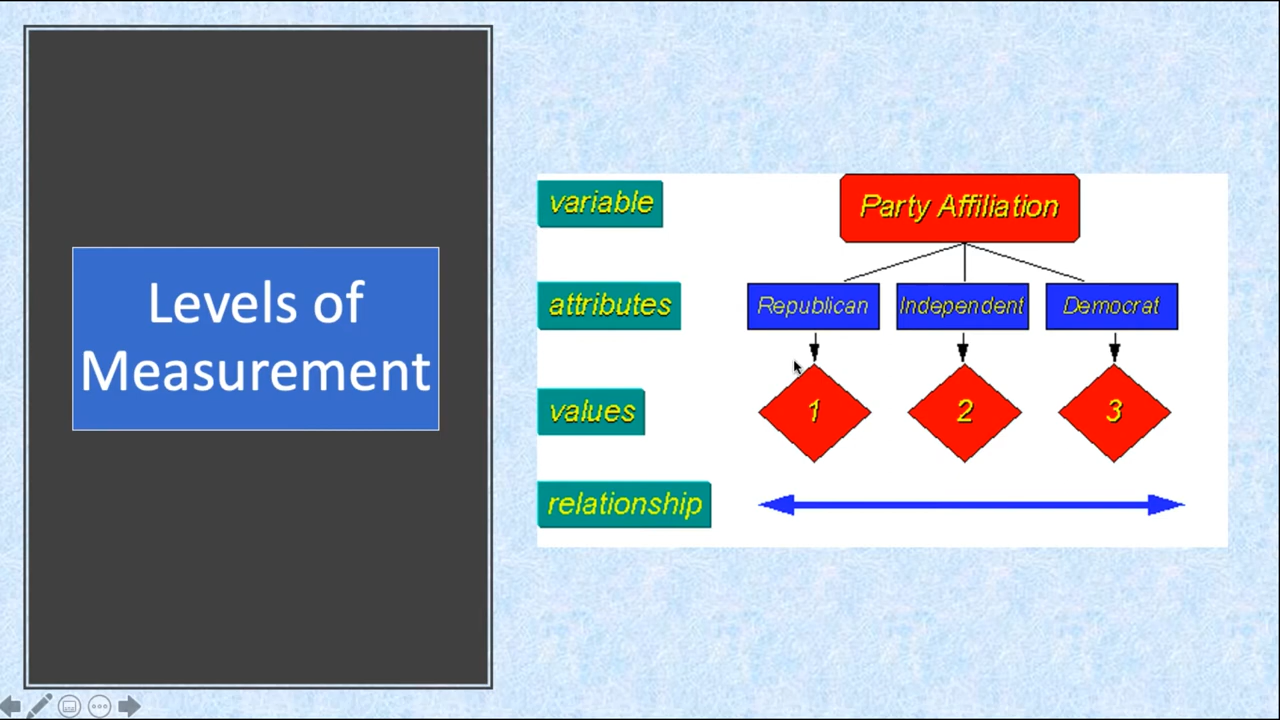 Levels of
Measurement
variable
Party Affiliation
attributes
Republican
Independent
Democrat
values
1
2
3
relationship